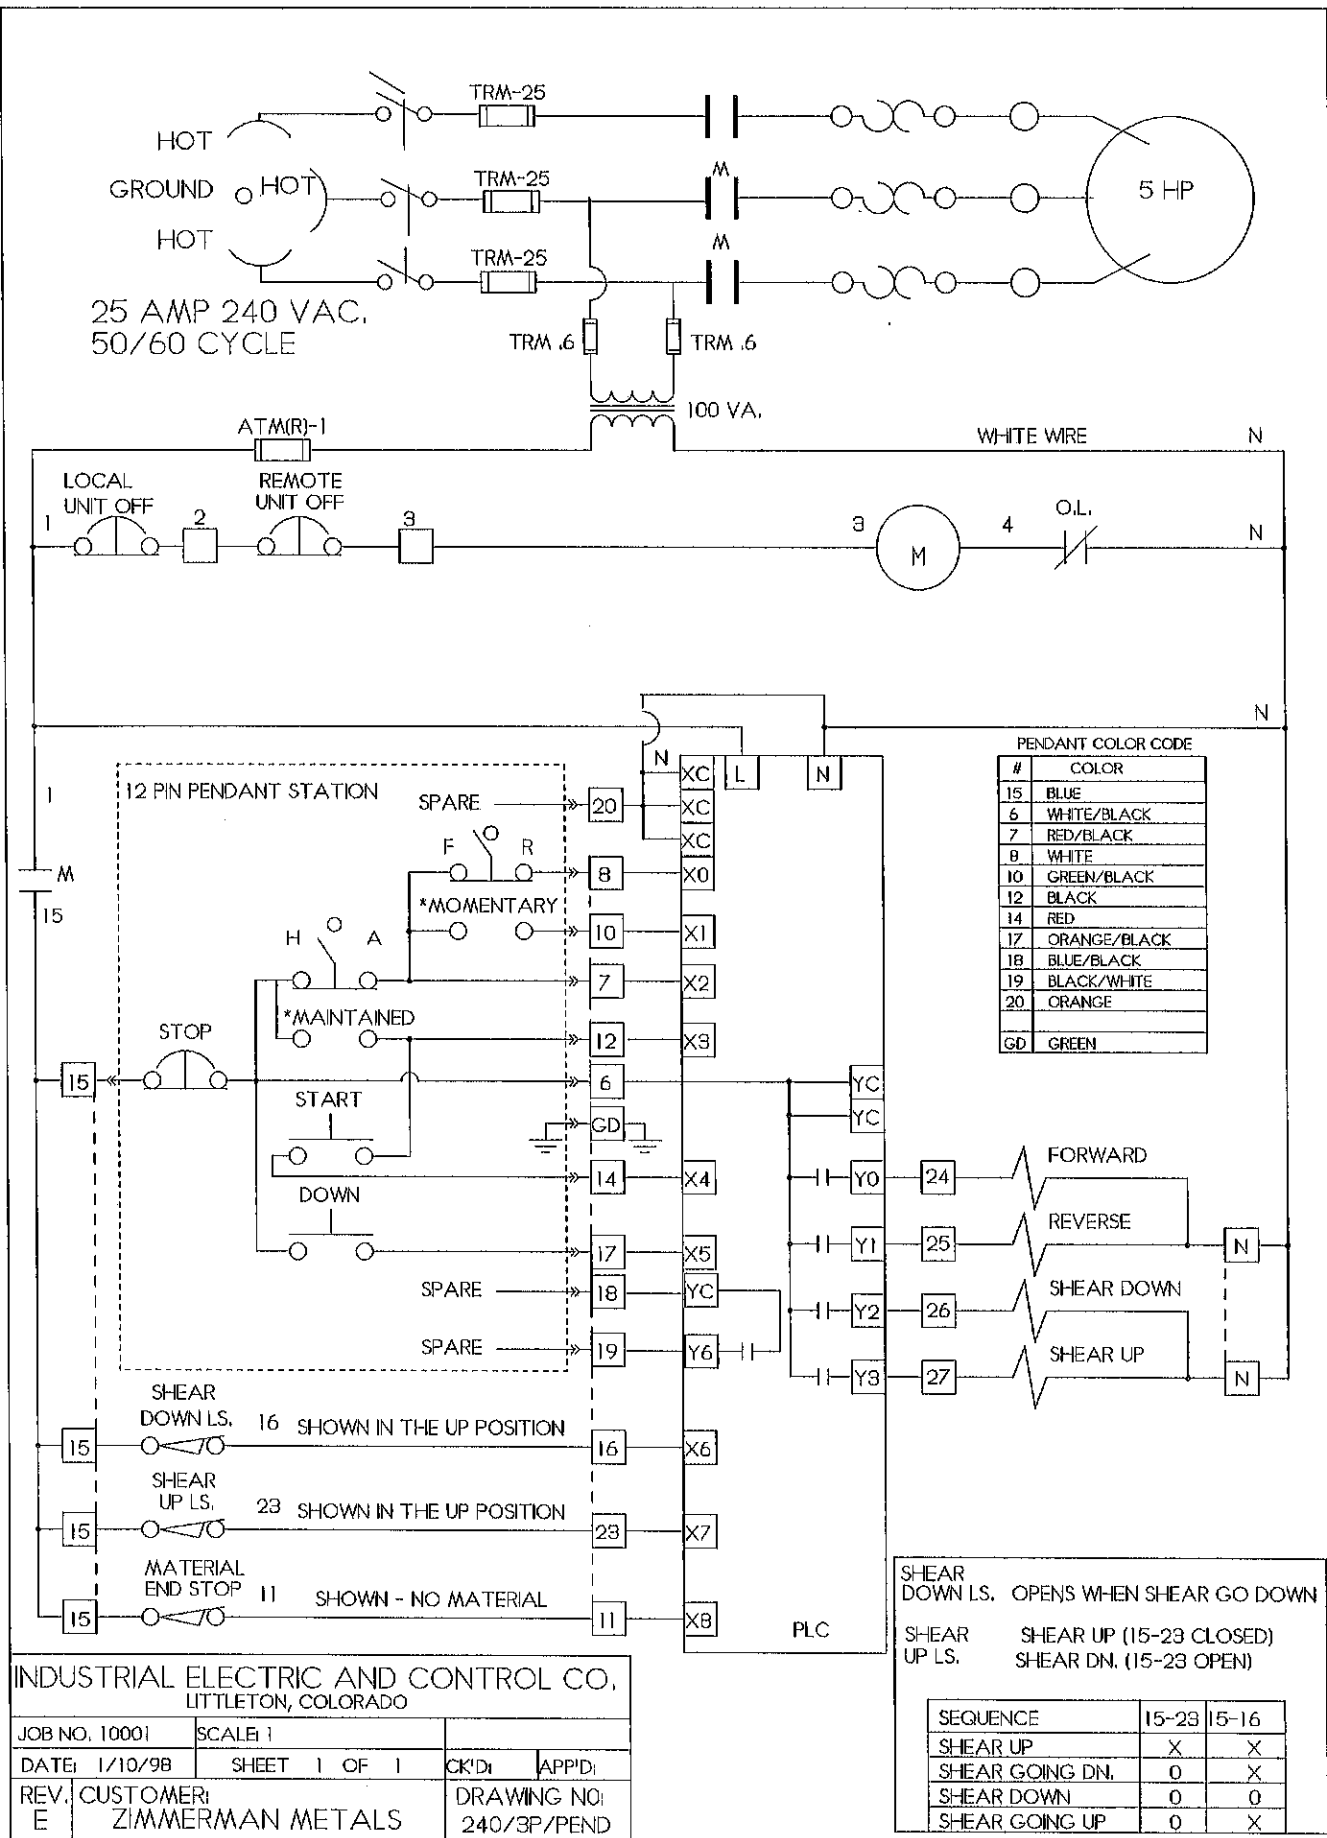 TRM-25
HOT
TRM-25
GROUND
HOT
M
5 HP
HOT
TRM-25
M
25 AMP 240 VAC.
50/60 CYCLE
TRM .6
TRM .6
100 VA.
ATM(R)-1
WHITE WIRE
N
LOCAL
UNIT OFF
REMOTE
UNIT OFF
1
2
3
3
M
4
O.L.
N
N
12 PIN PENDANT STATION
1
M
15
SPARE
20
N
XC
XC
XC
L
N
F
R
8
X0
*MOMENTARY
10
X1
H
A
7
X2
*MAINTAINED
12
X3
STOP
15
6
YC
YC
START
GD
14
X4
DOWN
17
X5
SPARE
18
YC
SPARE
19
Y6
Y0
24
FORWARD
Y1
25
REVERSE
N
Y2
26
SHEAR DOWN
Y3
27
SHEAR UP
N
PENDANT COLOR CODE
# COLOR
15 BLUE
6 WHITE/BLACK
7 RED/BLACK
8 WHITE
10 GREEN/BLACK
12 BLACK
14 RED
17 ORANGE/BLACK
18 BLUE/BLACK
19 BLACK/WHITE
20 ORANGE
GD GREEN
SHEAR
DOWN LS.
15
16 SHOWN IN THE UP POSITION
16
X6
SHEAR
UP LS.
15
23 SHOWN IN THE UP POSITION
23
X7
MATERIAL
END STOP
15
11 SHOWN - NO MATERIAL
11
X8
PLC
SHEAR
DOWN LS. OPENS WHEN SHEAR GO DOWN
SHEAR SHEAR UP (15-23 CLOSED)
UP LS. SHEAR DN. (15-23 OPEN)
SEQUENCE 15-23 15-16
SHEAR UP X X
SHEAR GOING DN. O X
SHEAR DOWN O O
SHEAR GOING UP O X
INDUSTRIAL ELECTRIC AND CONTROL CO.
LITTLETON, COLORADO
JOB NO. 10001 SCALE: 1
DATE: 1/10/98 SHEET 1 OF 1 CK'D: APP'D:
REV. CUSTOMER: DRAWING NO:
E ZIMMERMAN METALS 240/3P/PEND